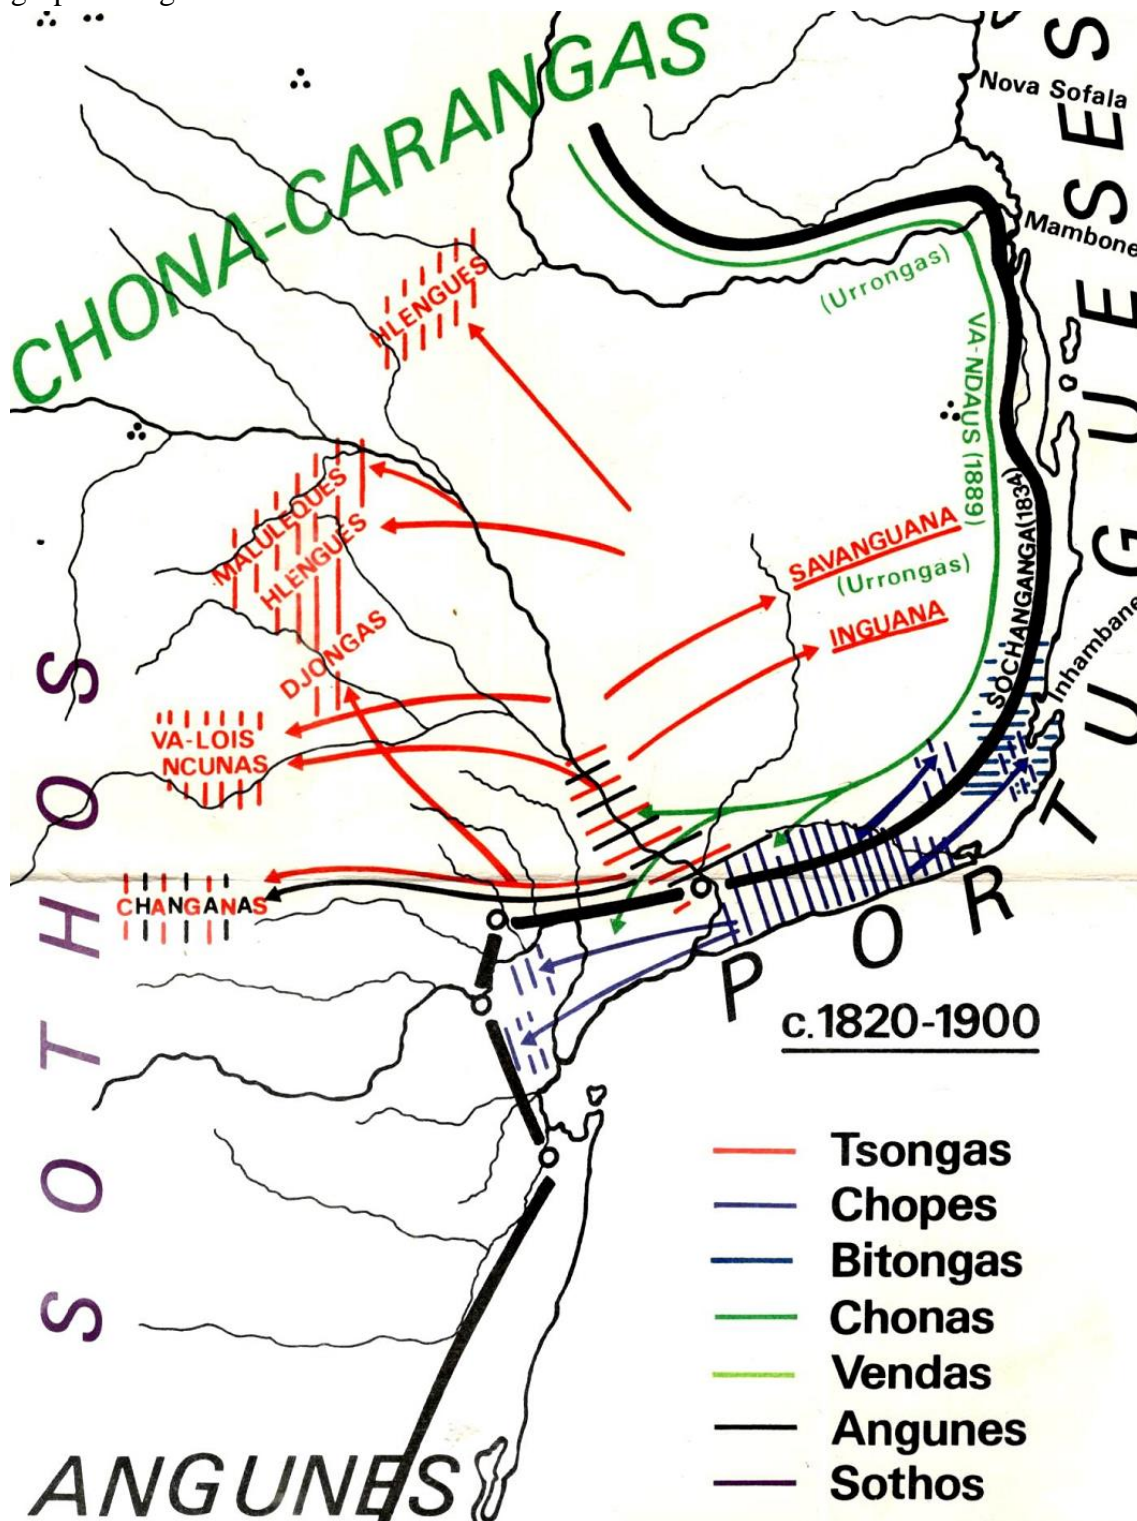 CHONA-CARANGAS
Nova Sofala
Mambone
PORTUGUESES
HLENGUES
(Urrongas)
VA-NDAUS (1889)
SOCHANGANGA (1834)
MALULEQUES
HLENGUES
DJONGAS
SAVANGUANA
(Urrongas)
INGUANA
Inhambane
VA-LOIS
NCUNAS
CHANGANAS
SOTHOS
c.1820-1900
Tsongas
Chopes
Bitongas
Chonas
Vendas
Angunes
Sothos
ANGUNES